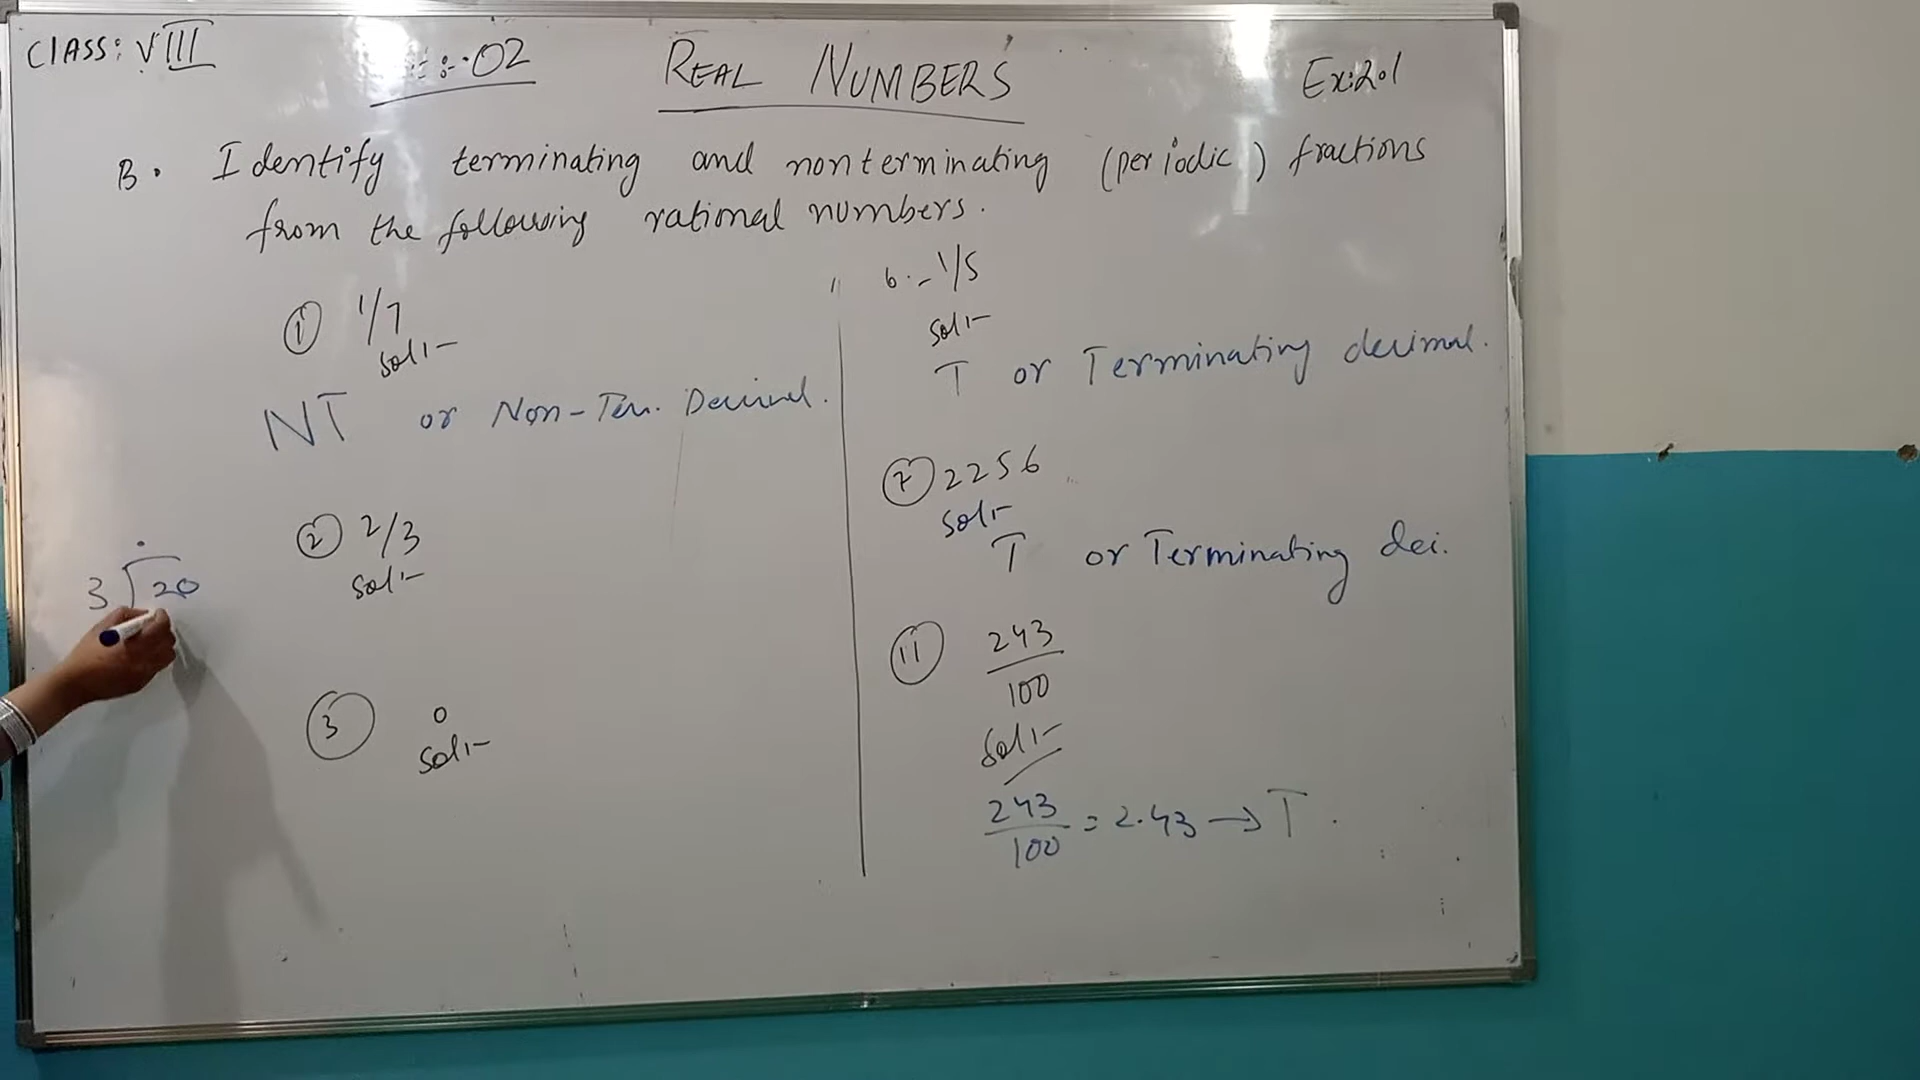 CLASS: VIII
02
REAL NUMBERS
Ex:2.1
B. Identify terminating and nonterminating (periodic) fractions
from the following rational numbers.
① 1/7
Sol:-
NT or Non-Ter. Decimal.
② 2/3
Sol:-
3 20
③ 0
Sol:-
6. -1/5
Sol:-
T or Terminating decimal.
⑦ 2256
Sol:-
T or Terminating dei.
⑪ 243
100
Sol:-
243
100 = 2.43 → T.